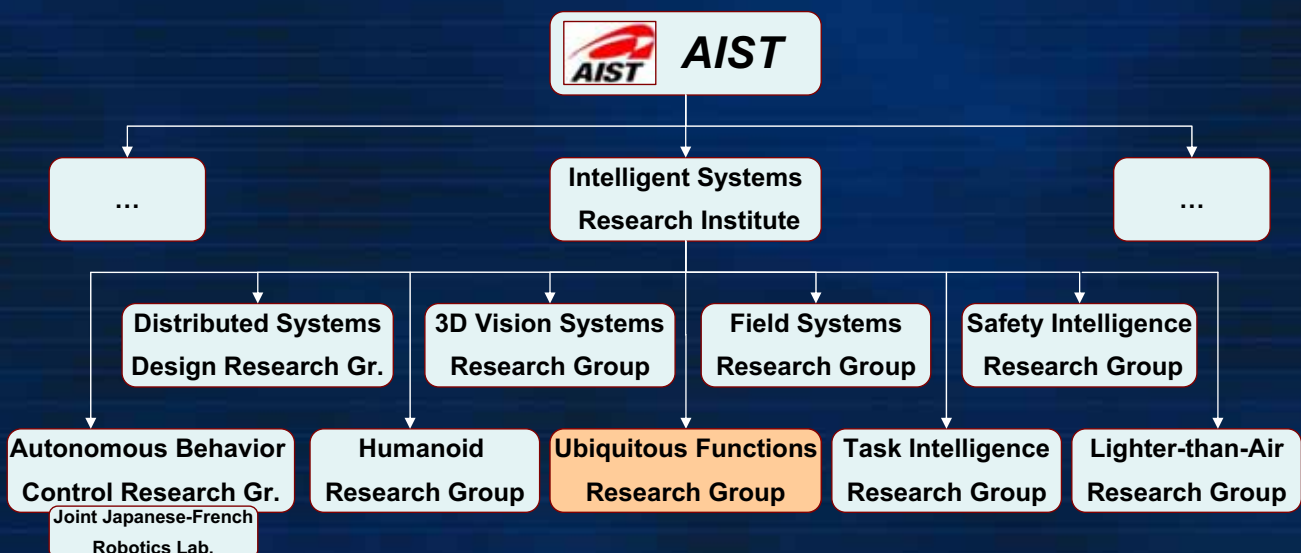 AIST
AIST
...
Intelligent Systems
Research Institute
...
Distributed Systems
Design Research Gr.
3D Vision Systems
Research Group
Field Systems
Research Group
Safety Intelligence
Research Group
Autonomous Behavior
Control Research Gr.
Joint Japanese-French
Robotics Lab.
Humanoid
Research Group
Ubiquitous Functions
Research Group
Task Intelligence
Research Group
Lighter-than-Air
Research Group